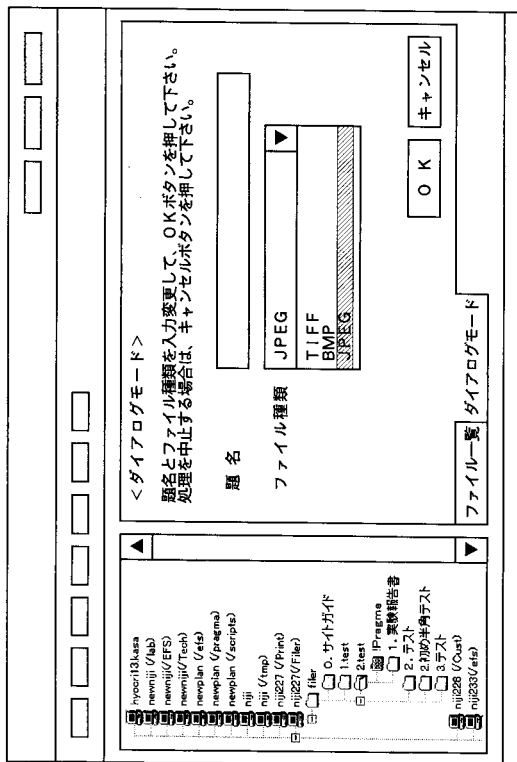 hyocri13.kasa
newniji (/lab)
newniji(/EFS)
newniji(/Tech)
newplan (/efs)
newplan (/pragma)
newplan (/scripts)
niji
niji (/tmp)
niji227 (/Print)
niji227(/Filer)
filer
0. サイトガイド
1.test
2.test
!Pragma
1. 実験報告書
2. テスト
2.初め半角テスト
3.テスト
niji228 (/Cust)
niji233(/efs)
<ダイアログモード>
題名とファイル種類を入力変更して、OKボタンを押して下さい。
処理を中止する場合は、キャンセルボタンを押して下さい。
題 名
ファイル種類 JPEG
TIFF
BMP
JPEG
O K キャンセル
ファイル一覧 ダイアログモード